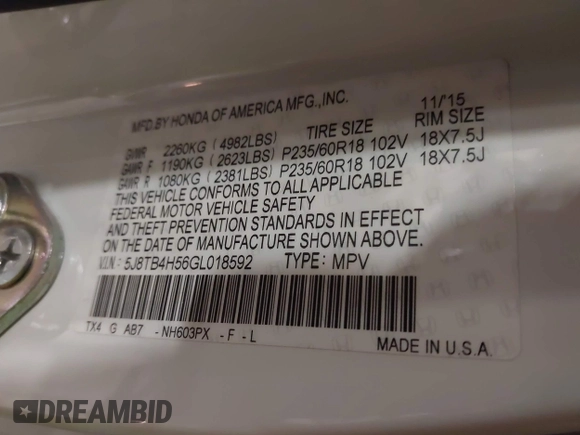 MFD.BY HONDA OF AMERICA MFG.,INC. 11/'15
GVWR 2260KG ( 4982LBS) TIRE SIZE RIM SIZE
GAWR F 1190KG ( 2623LBS) P235/60R18 102V 18X7.5J
GAWR R 1080KG ( 2381LBS) P235/60R18 102V 18X7.5J
THIS VEHICLE CONFORMS TO ALL APPLICABLE
FEDERAL MOTOR VEHICLE SAFETY
AND THEFT PREVENTION STANDARDS IN EFFECT
ON THE DATE OF MANUFACTURE SHOWN ABOVE.
V.I.N.: 5J8TB4H56GL018592 TYPE: MPV
TX4 G AB7 - NH603PX - F - L
MADE IN U.S.A.
DREAMBID